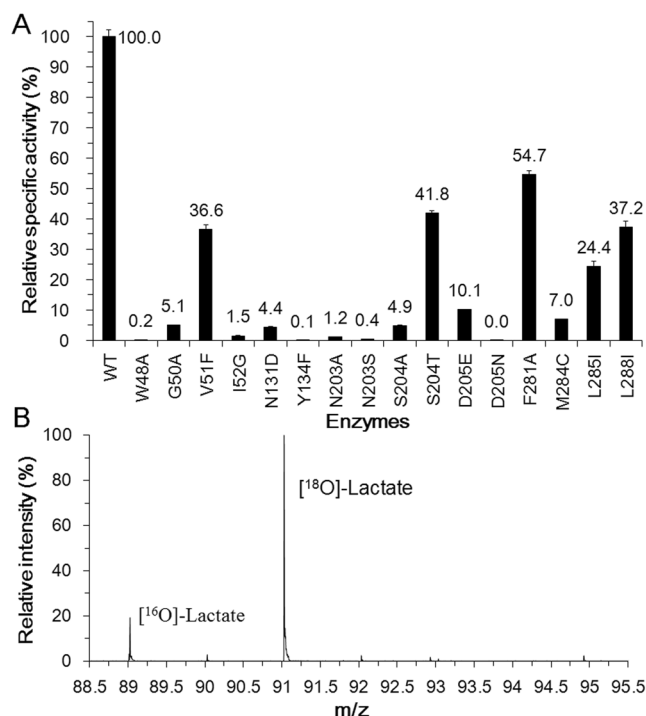 A
Relative specific activity (%)
100
90
80
70
60
50
40
30
20
10
0
100.0
0.2
5.1
36.6
1.5
4.4
0.1
1.2
0.4
4.9
41.8
10.1
0.0
54.7
7.0
24.4
37.2
WT
W48A
G50A
V51F
I52G
N131D
Y134F
N203A
N203S
S204A
S204T
D205E
D205N
F281A
M284C
L285I
L288I
Enzymes
B
Relative intensity (%)
100
80
60
40
20
0
[¹⁸O]-Lactate
[¹⁶O]-Lactate
88.5 89 89.5 90 90.5 91 91.5 92 92.5 93 93.5 94 94.5 95 95.5
m/z